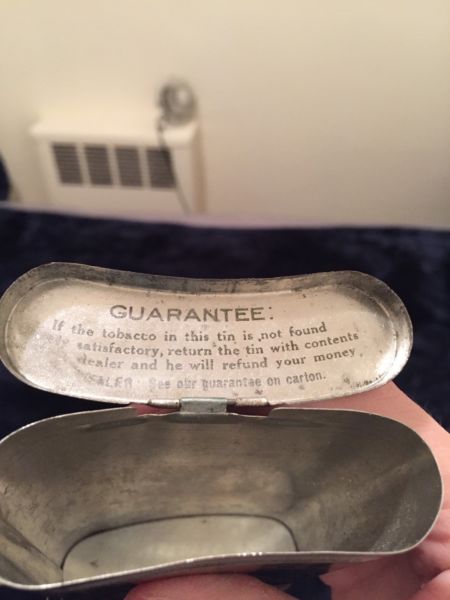 GUARANTEE:
If the tobacco in this tin is not found
satisfactory, return the tin with contents
dealer and he will refund your money
DEALER: See our guarantee on carton.